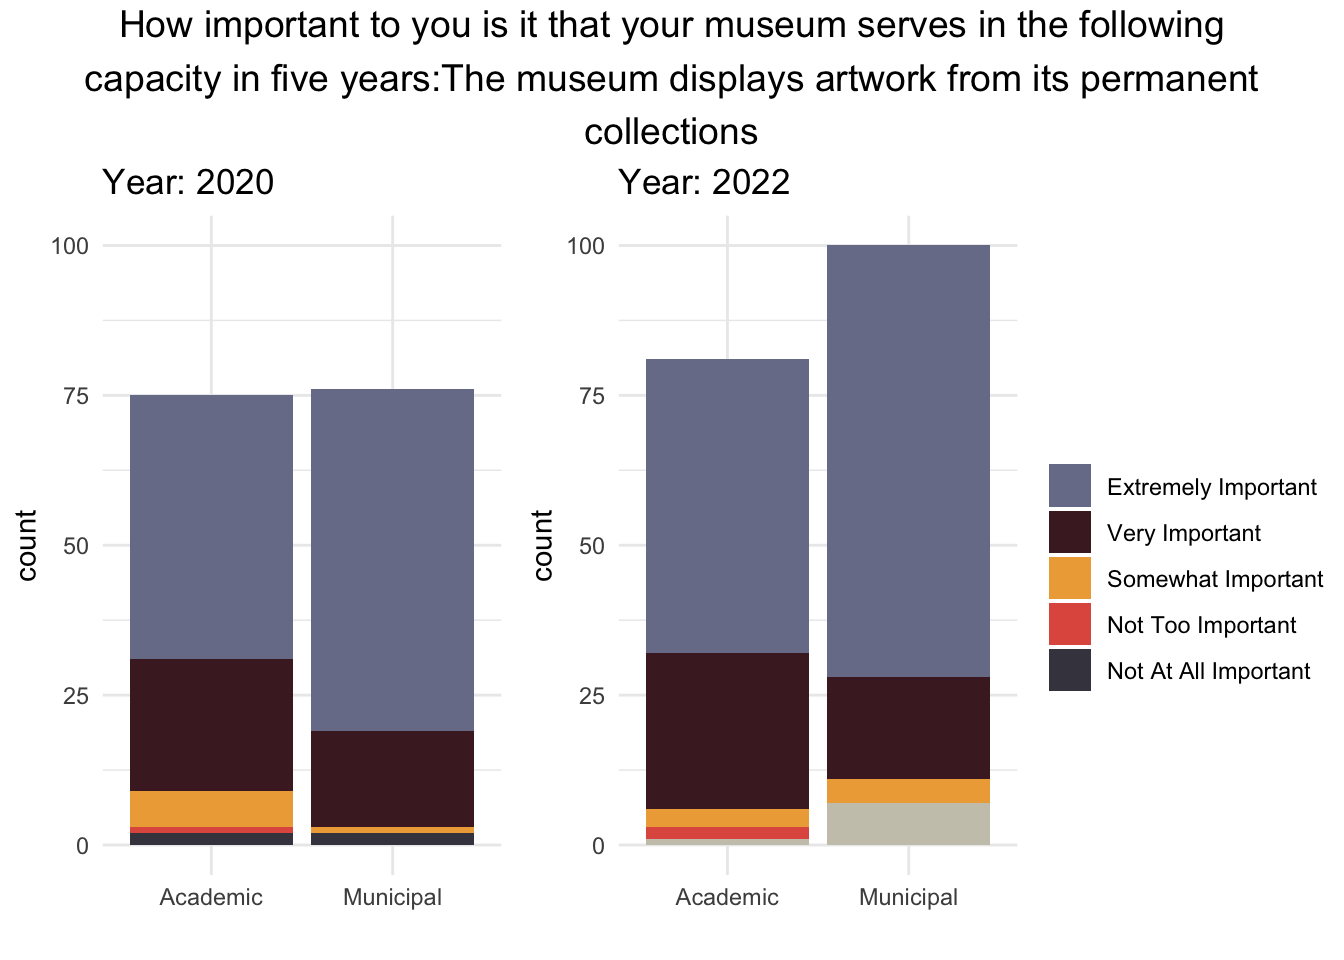 How important to you is it that your museum serves in the following
capacity in five years:The museum displays artwork from its permanent
collections
Year: 2020
100
75
50
25
0
count
Academic
Municipal
Year: 2022
100
75
50
25
0
count
Academic
Municipal
Extremely Important
Very Important
Somewhat Important
Not Too Important
Not At All Important